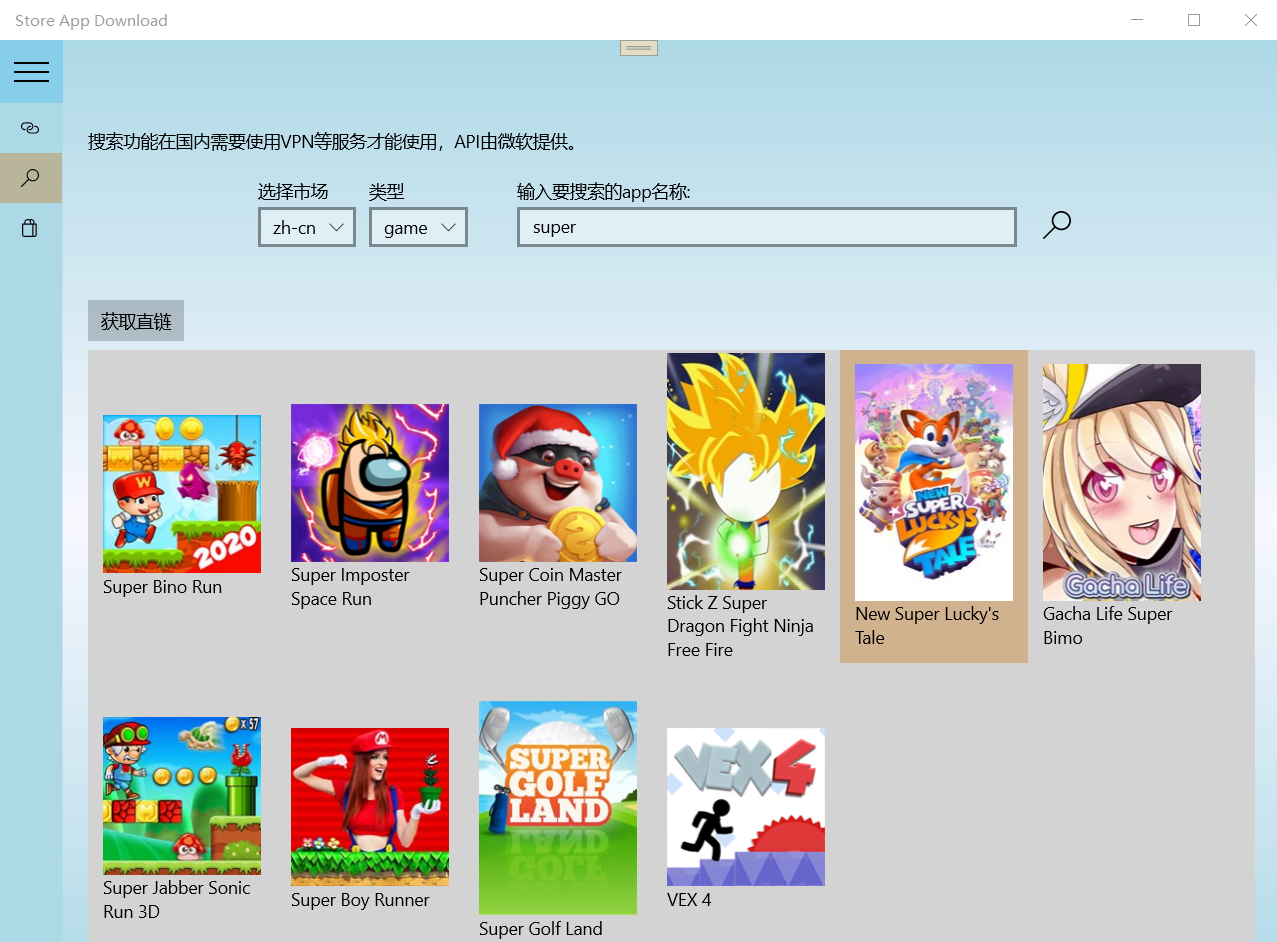 Store App Download
搜索功能在国内需要使用VPN等服务才能使用，API由微软提供。
选择市场
类型
输入要搜索的app名称:
zh-cn
game
super
获取直链
W
2020
Super Bino Run
Super Imposter
Space Run
Super Coin Master
Puncher Piggy GO
Stick Z Super
Dragon Fight Ninja
Free Fire
NEW
SUPER
LUCKY'S
TALE
New Super Lucky's
Tale
Gacha Life
Gacha Life Super
Bimo
x 57
Super Jabber Sonic
Run 3D
M
Super Boy Runner
SUPER
GOLF
LAND
Super Golf Land
VEX 4
VEX 4